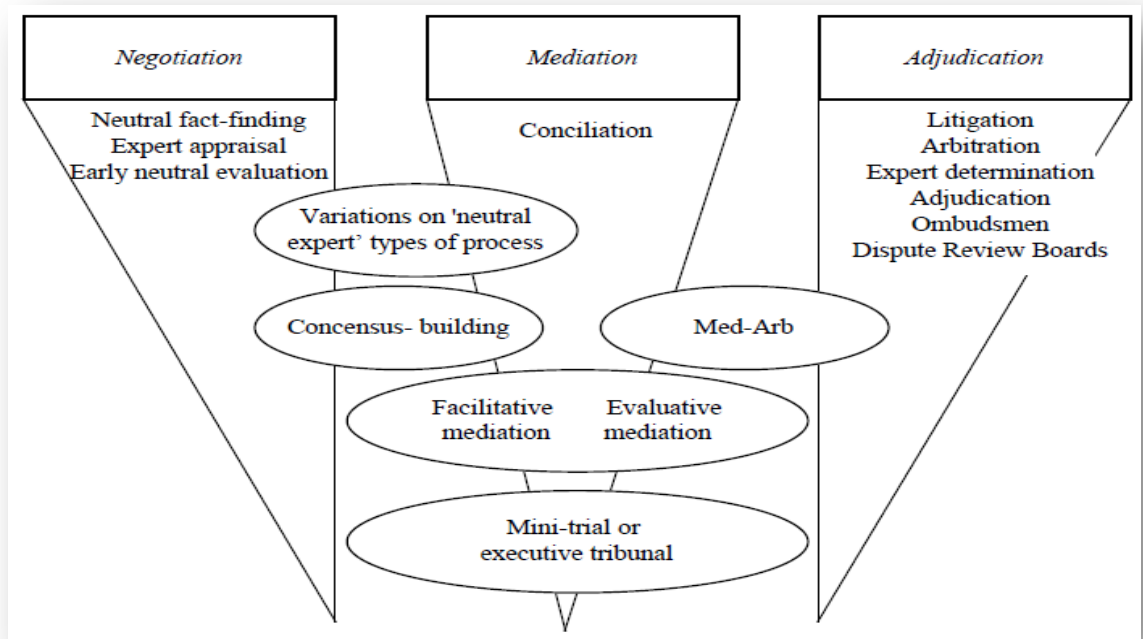 Negotiation
Mediation
Adjudication
Neutral fact-finding
Expert appraisal
Early neutral evaluation
Conciliation
Litigation
Arbitration
Expert determination
Adjudication
Ombudsmen
Dispute Review Boards
Variations on 'neutral
expert’ types of process
Concensus- building
Med-Arb
Facilitative
mediation
Evaluative
mediation
Mini-trial or
executive tribunal